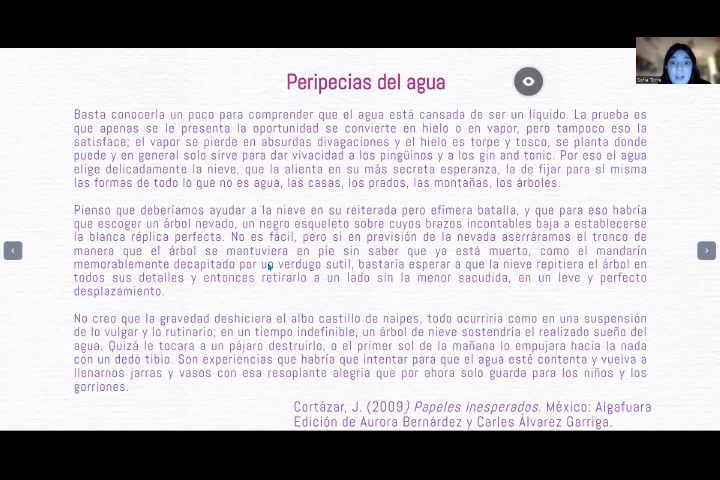 Peripecias del agua
Sofía Torre
Basta conocerla un poco para comprender que el agua está cansada de ser un líquido. La prueba es
que apenas se le presenta la oportunidad se convierte en hielo o en vapor, pero tampoco eso la
satisface; el vapor se pierde en absurdas divagaciones y el hielo es torpe y tosco, se planta donde
puede y en general solo sirve para dar vivacidad a los pingüinos y a los gin and tonic. Por eso el agua
elige delicadamente la nieve, que la alienta en su más secreta esperanza, la de fijar para sí misma
las formas de todo lo que no es agua, las casas, los prados, las montañas, los árboles.
Pienso que deberíamos ayudar a la nieve en su reiterada pero efímera batalla, y que para eso habría
que escoger un árbol nevado, un negro esqueleto sobre cuyos brazos incontables baja a establecerse
la blanca réplica perfecta. No es fácil, pero si en previsión de la nevada aserráramos el tronco de
manera que el árbol se mantuviera en pie sin saber que ya está muerto, como el mandarín
memorablemente decapitado por un verdugo sutil, bastaría esperar a que la nieve repitiera el árbol en
todos sus detalles y entonces retirarlo a un lado sin la menor sacudida, en un leve y perfecto
desplazamiento.
No creo que la gravedad deshiciera el albo castillo de naipes, todo ocurriría como en una suspensión
de lo vulgar y lo rutinario; en un tiempo indefinible, un árbol de nieve sostendría el realizado sueño del
agua. Quizá le tocara a un pájaro destruirlo, o el primer sol de la mañana lo empujara hacia la nada
con un dedo tibio. Son experiencias que habría que intentar para que el agua esté contenta y vuelva a
llenarnos jarras y vasos con esa resoplante alegría que por ahora solo guarda para los niños y los
gorriones.
Cortázar, J. (2009) Papeles inesperados. México: Algafuara
Edición de Aurora Bernárdez y Carles Álvarez Garriga.